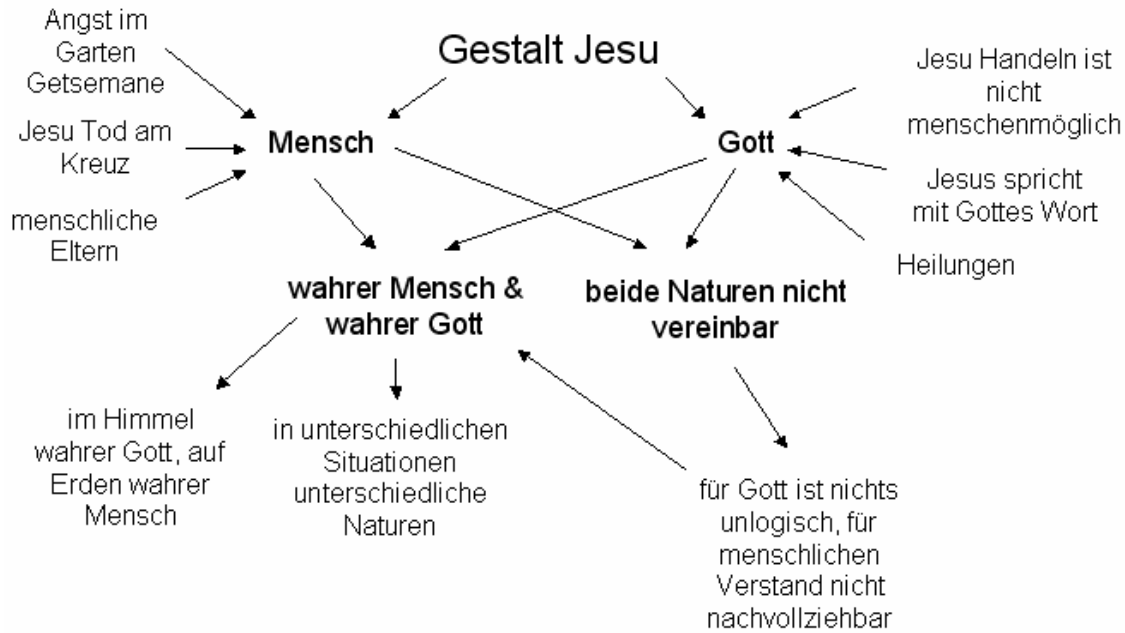 Gestalt Jesu
Angst im
Garten
Getsemane
Jesu Tod am
Kreuz
menschliche
Eltern
Mensch
Gott
Jesu Handeln ist
nicht
menschenmöglich
Jesus spricht
mit Gottes Wort
Heilungen
wahrer Mensch &
wahrer Gott
beide Naturen nicht
vereinbar
im Himmel
wahrer Gott, auf
Erden wahrer
Mensch
in unterschiedlichen
Situationen
unterschiedliche
Naturen
für Gott ist nichts
unlogisch, für
menschlichen
Verstand nicht
nachvollziehbar